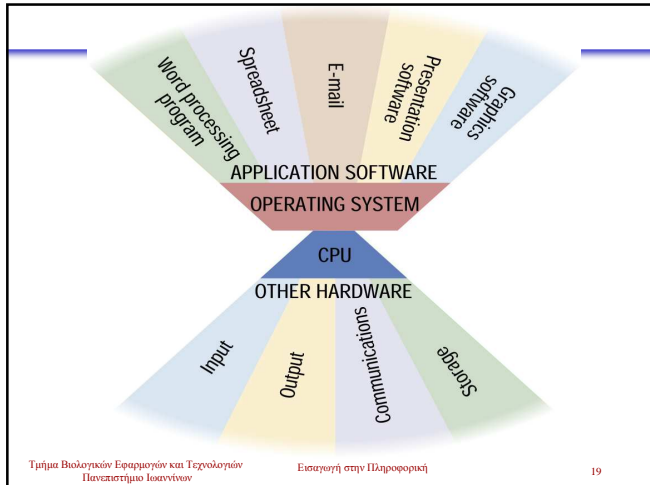 Word processing
program
Spreadsheet
E-mail
Presentation
software
Graphics
software
APPLICATION SOFTWARE
OPERATING SYSTEM
CPU
OTHER HARDWARE
Input
Output
Communications
Storage
Τμήμα Βιολογικών Εφαρμογών και Τεχνολογιών
Πανεπιστήμιο Ιωαννίνων
Εισαγωγή στην Πληροφορική
19